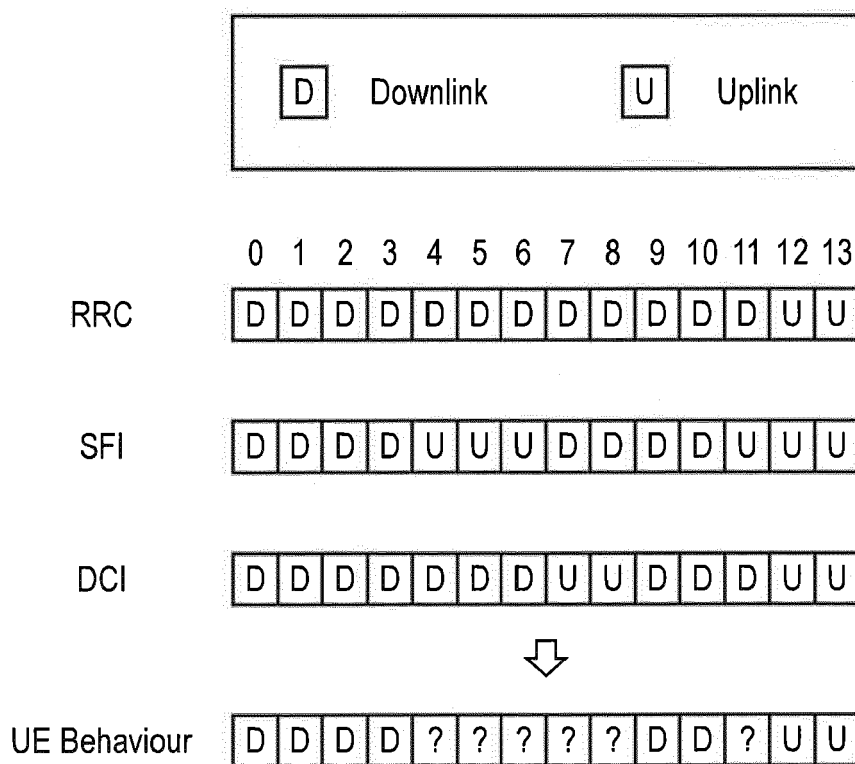 D Downlink U Uplink
0 1 2 3 4 5 6 7 8 9 10 11 12 13
RRC D D D D D D D D D D D D U U
SFI D D D D U U U D D D D U U U
DCI D D D D D D D U U D D D U U
UE Behaviour D D D D ? ? ? ? ? D D ? U U